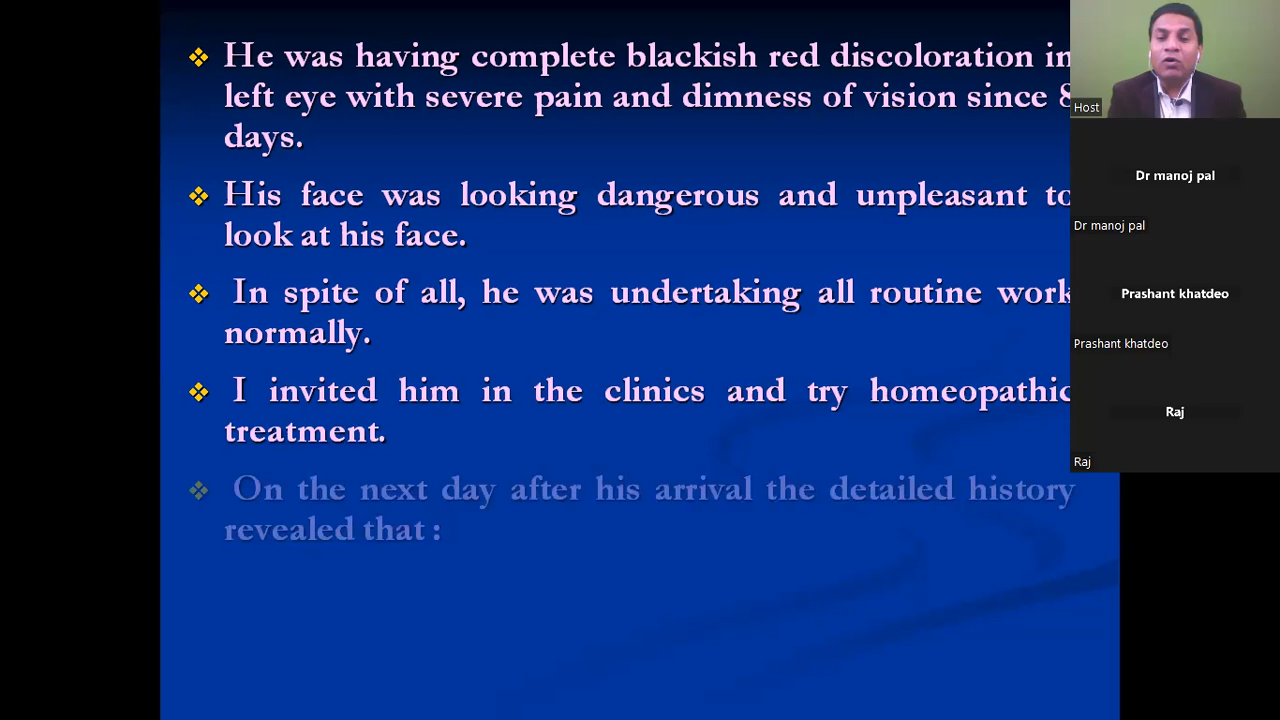 He was having complete blackish red discoloration in
left eye with severe pain and dimness of vision since 8
days.
His face was looking dangerous and unpleasant to
look at his face.
In spite of all, he was undertaking all routine work
normally.
I invited him in the clinics and try homeopathic
treatment.
On the next day after his arrival the detailed history
revealed that :
Host
Dr manoj pal
Dr manoj pal
Prashant khatdeo
Prashant khatdeo
Raj
Raj